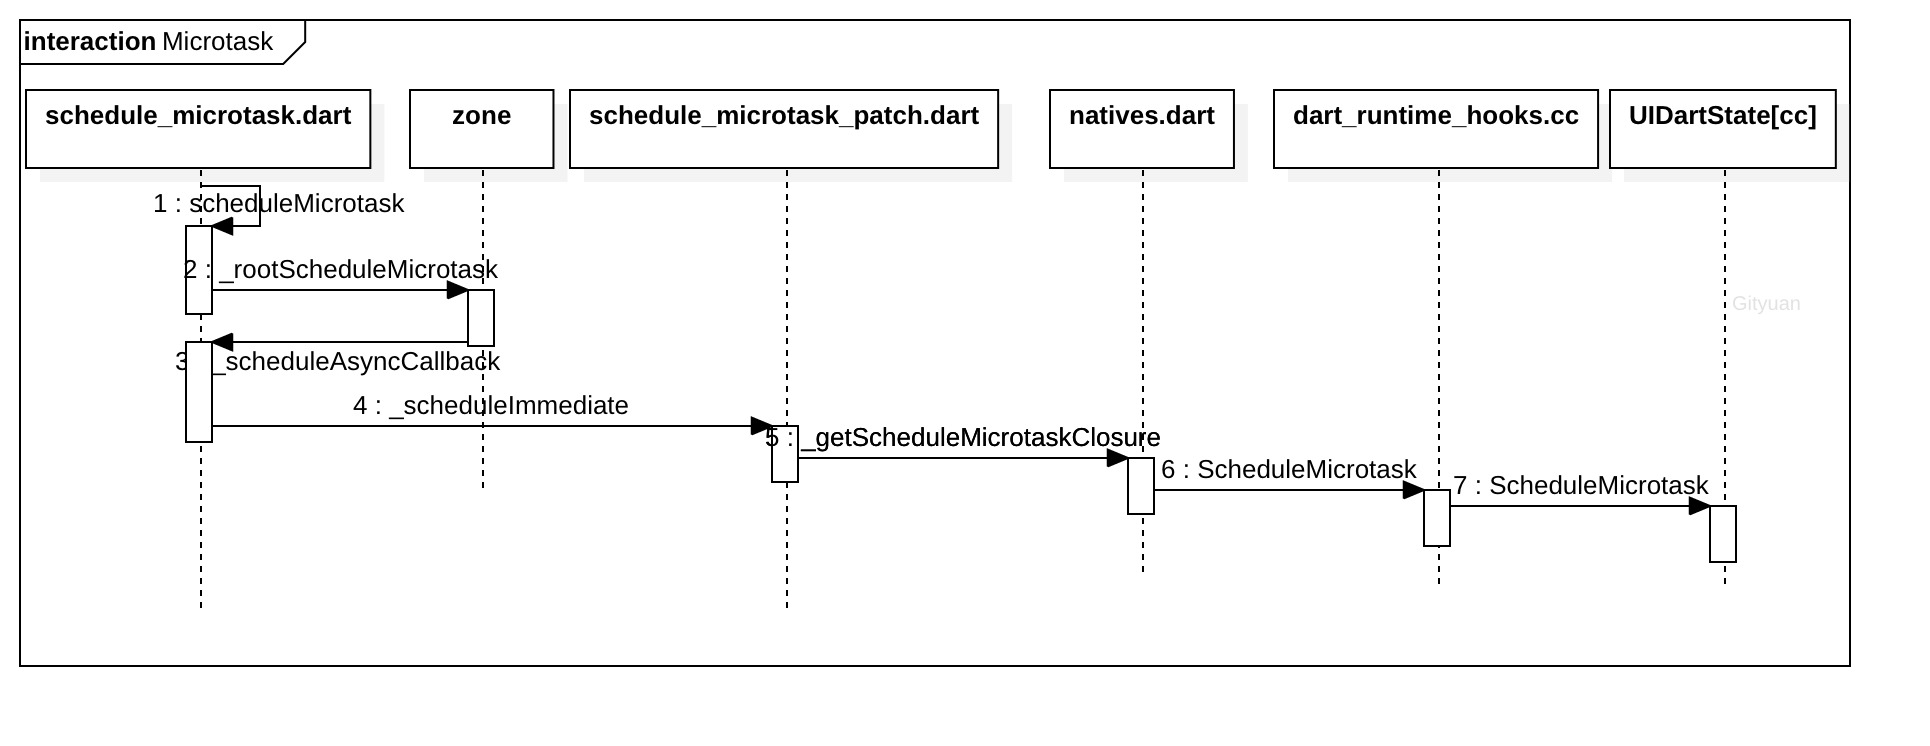 interaction Microtask
schedule_microtask.dart
zone
schedule_microtask_patch.dart
natives.dart
dart_runtime_hooks.cc
UIDartState[cc]
1 : scheduleMicrotask
2 : _rootScheduleMicrotask
Gityuan
3 : _scheduleAsyncCallback
4 : _scheduleImmediate
5 : _getScheduleMicrotaskClosure
6 : ScheduleMicrotask
7 : ScheduleMicrotask